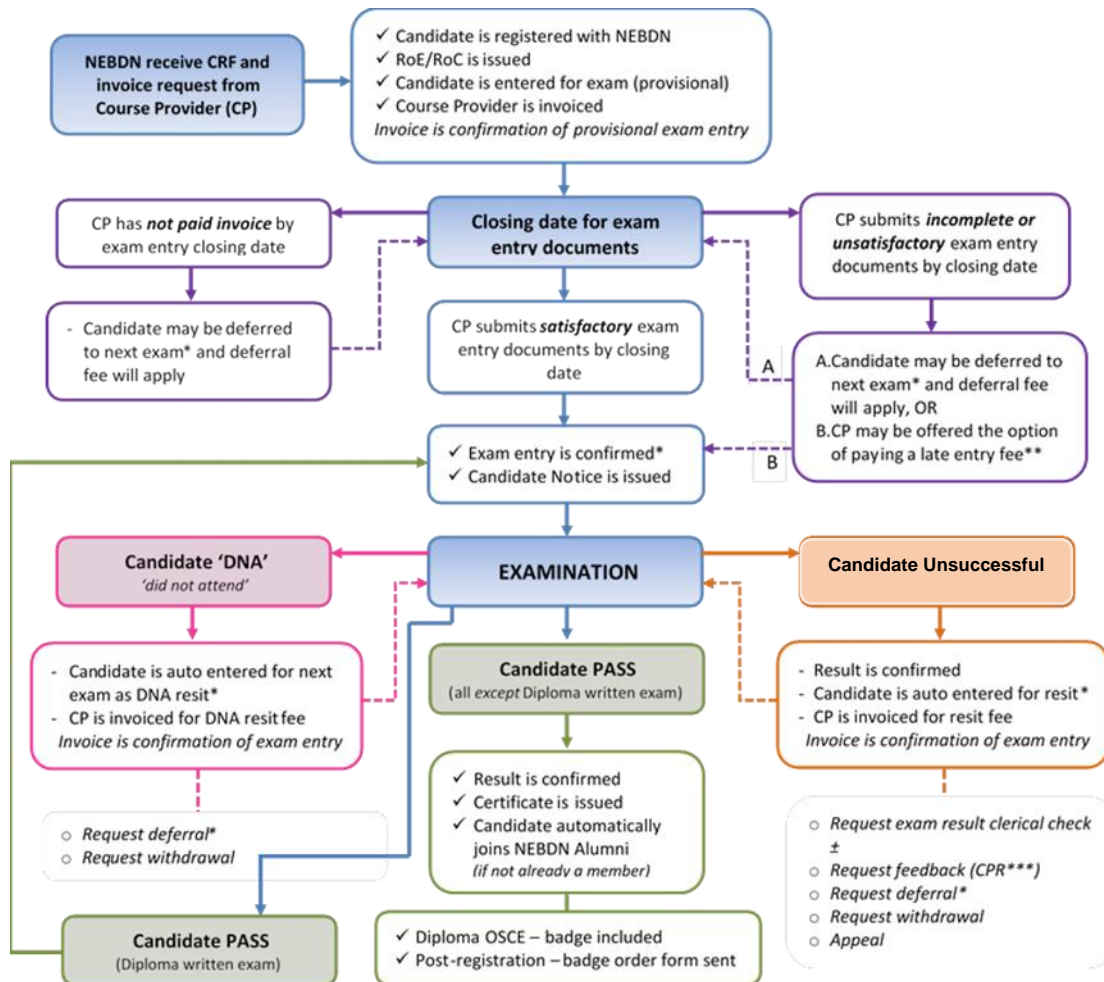 NEBDN receive CRF and
invoice request from
Course Provider (CP)
✓ Candidate is registered with NEBDN
✓ RoE/RoC is issued
✓ Candidate is entered for exam (provisional)
✓ Course Provider is invoiced
Invoice is confirmation of provisional exam entry
CP has not paid invoice by
exam entry closing date
Closing date for exam
entry documents
CP submits incomplete or
unsatisfactory exam entry
documents by closing date
- Candidate may be deferred
to next exam* and deferral
fee will apply
CP submits satisfactory exam
entry documents by closing
date
A
A.Candidate may be deferred to
next exam* and deferral fee
will apply, OR
B.CP may be offered the option
of paying a late entry fee**
B
✓ Exam entry is confirmed*
✓ Candidate Notice is issued
Candidate 'DNA'
'did not attend'
EXAMINATION
Candidate Unsuccessful
- Candidate is auto entered for next
exam as DNA resit*
- CP is invoiced for DNA resit fee
Invoice is confirmation of exam entry
Candidate PASS
(all except Diploma written exam)
- Result is confirmed
- Candidate is auto entered for resit*
- CP is invoiced for resit fee
Invoice is confirmation of exam entry
○ Request deferral*
○ Request withdrawal
✓ Result is confirmed
✓ Certificate is issued
✓ Candidate automatically
joins NEBDN Alumni
(if not already a member)
○ Request exam result clerical check
±
○ Request feedback (CPR***)
○ Request deferral*
○ Request withdrawal
○ Appeal
Candidate PASS
(Diploma written exam)
✓ Diploma OSCE – badge included
✓ Post-registration – badge order form sent